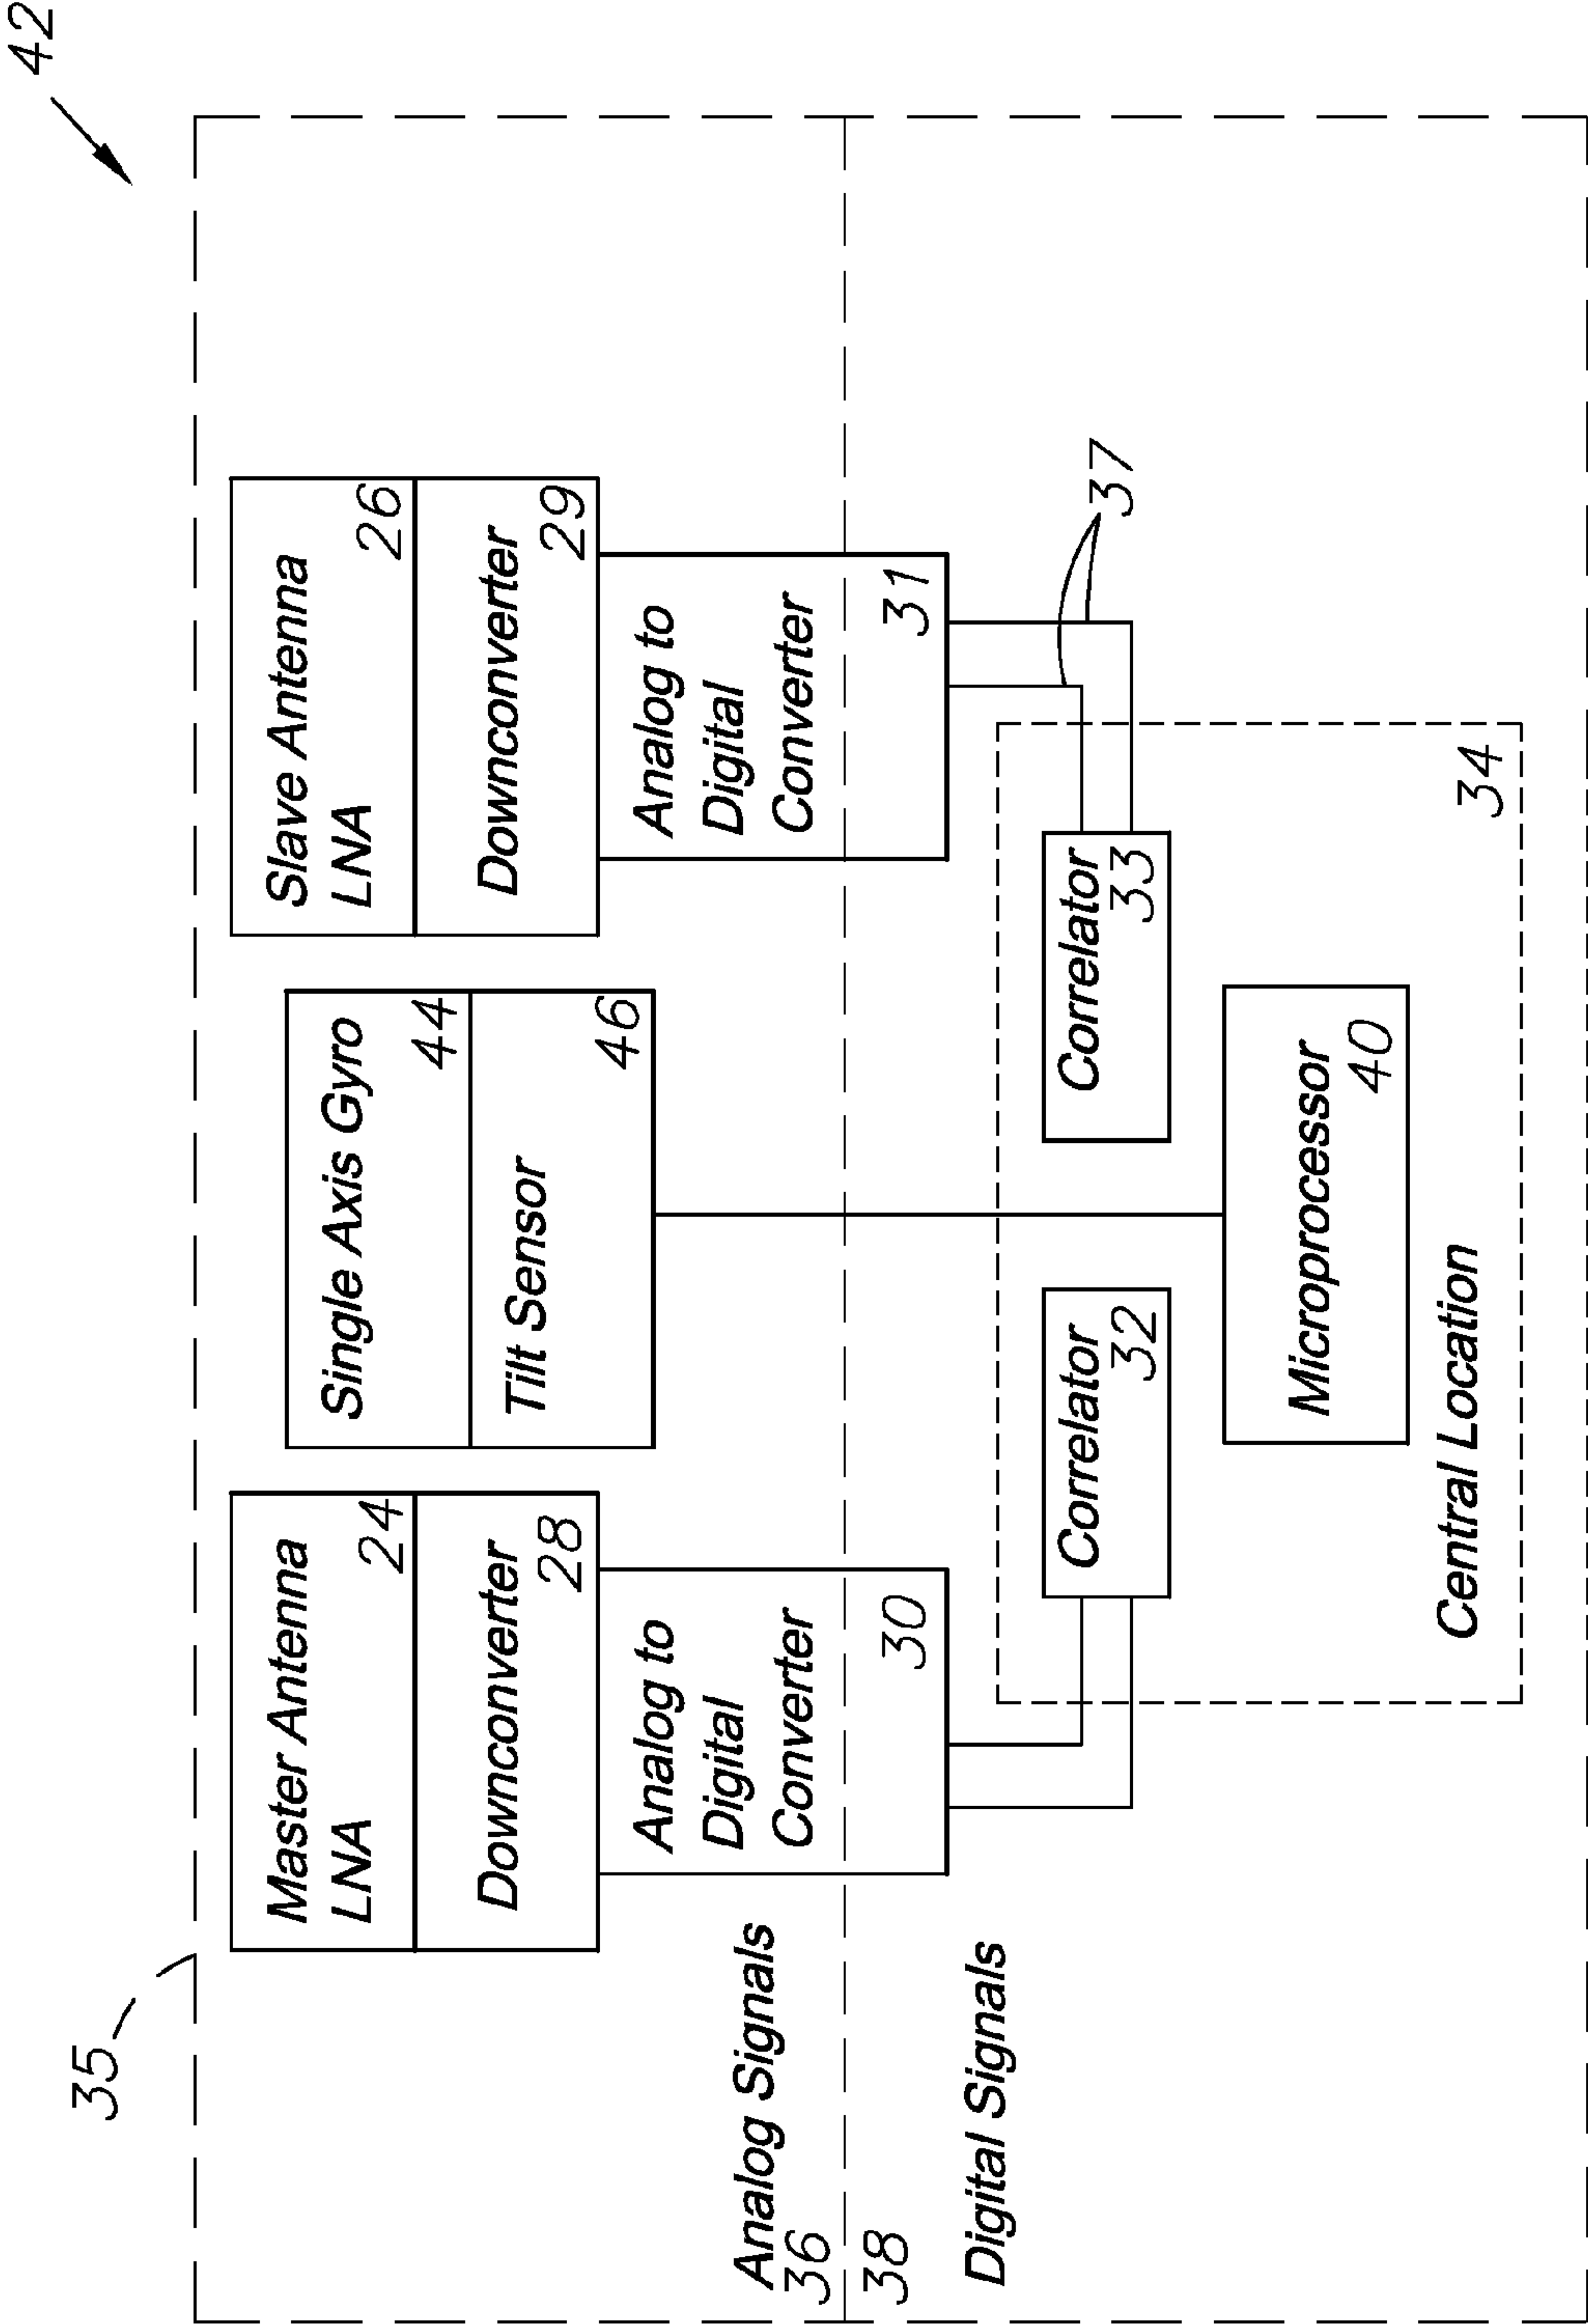 42
35
Master Antenna
LNA
24
Downconverter
28
Analog to
Digital
Converter
30
Single Axis Gyro
44
Tilt Sensor
46
Slave Antenna
LNA
26
Downconverter
29
Analog to
Digital
Converter
31
Analog Signals
36
38
Digital Signals
37
Correlator
32
Correlator
33
Microprocessor
40
Central Location
34